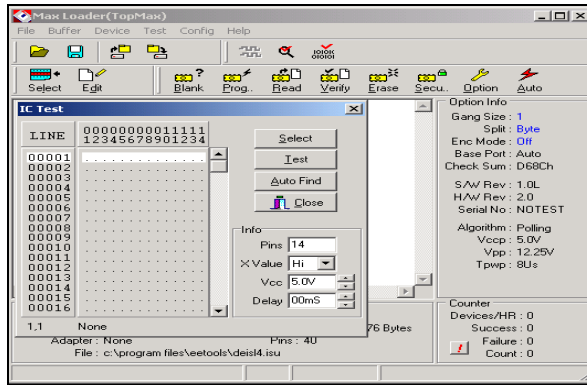 Max Loader(TopMax)
File Buffer Device Test Config Help
Select Edit Blank Prog.. Read Verify Erase Secu.. Option Auto
IC Test
LINE
00000000011111
12345678901234
00001
00002
00003
00004
00005
00006
00007
00008
00009
00010
00011
00012
00013
00014
00015
00016
Select
Test
Auto Find
Close
Info
Pins 14
X Value Hi
Vcc 5.0V
Delay 00mS
1,1 None
Option Info
Gang Size : 1
Split : Byte
Enc Mode : Off
Base Port : Auto
Check Sum : D68Ch
S/W Rev : 1.0L
H/W Rev : 2.0
Serial No : NOTEST
Algorithm : Polling
Vccp : 5.0V
Vpp : 12.25V
Tpwp : 8Us
76 Bytes
Adapter : None Pins : 40
File : c:\program files\eetools\deisl4.isu
Counter
Devices/HR : 0
Success : 0
Failure : 0
Count : 0